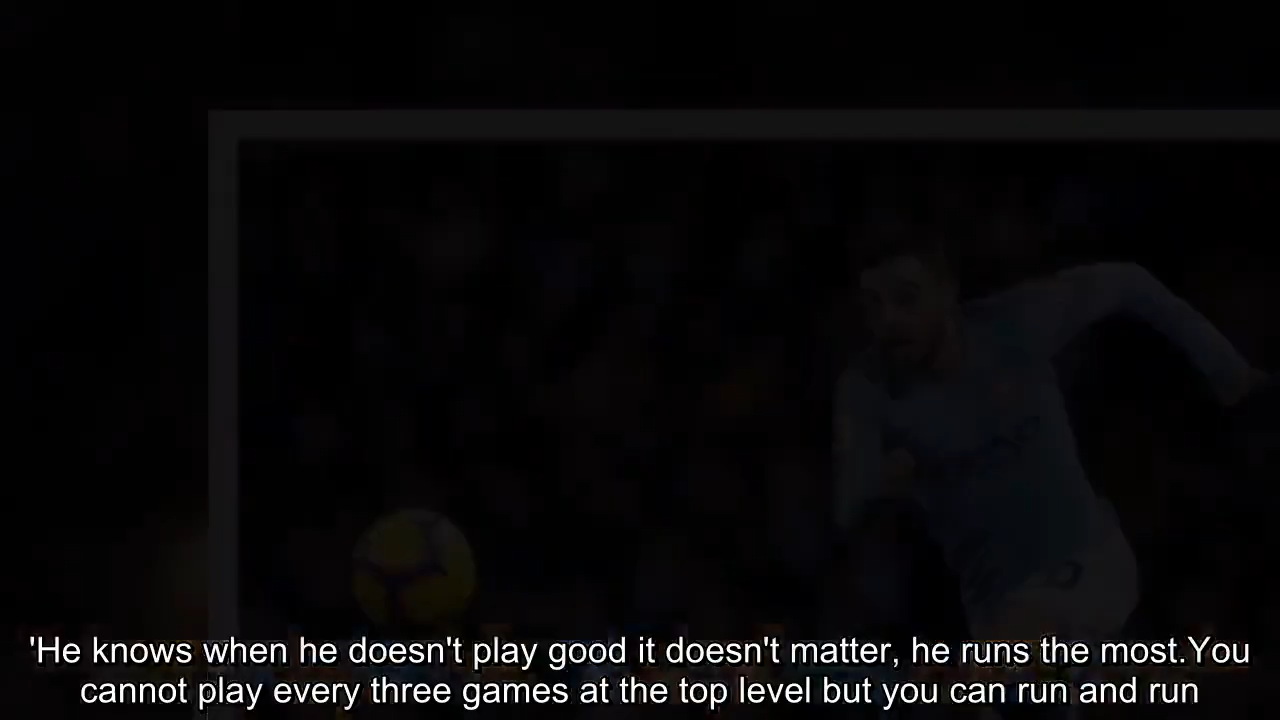 'He knows when he doesn't play good it doesn't matter, he runs the most.You
cannot play every three games at the top level but you can run and run